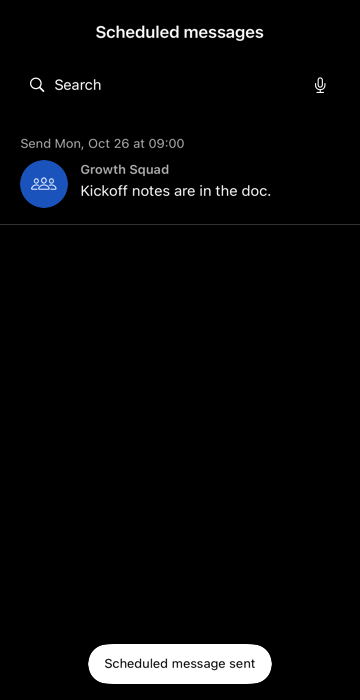 Scheduled messages
Search
Send Mon, Oct 26 at 09:00
Growth Squad
Kickoff notes are in the doc.
Scheduled message sent